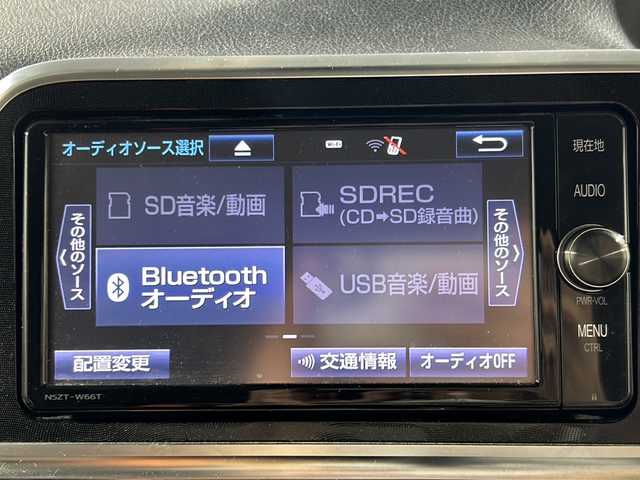 オーディオソース選択
Wi-Fi
現在地
SD音楽/動画
SDREC
(CD➡SD録音曲)
AUDIO
その他のソース
その他のソース
Bluetooth
オーディオ
USB音楽/動画
PWR-VOL
MENU
CTRL
配置変更
交通情報
オーディオOFF
NSZT-W66T